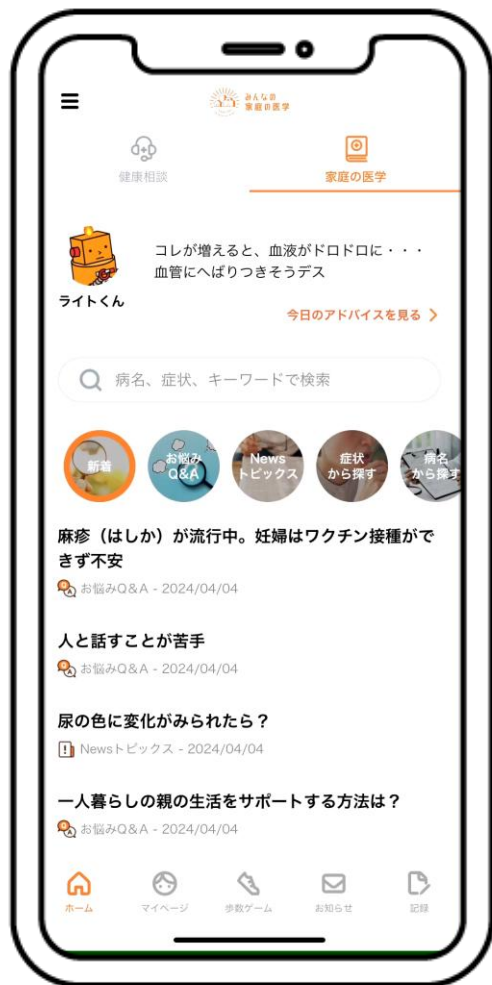 みんなの
家庭の医学
健康相談
家庭の医学
コレが増えると、血液がドロドロに・・・
血管にへばりつきそうデス
ライトくん
今日のアドバイスを見る
病名、症状、キーワードで検索
新着
お悩み
Q&A
News
トピックス
症状
から探す
病名
から探す
麻疹（はしか）が流行中。妊婦はワクチン接種がで
きず不安
お悩みQ&A - 2024/04/04
人と話すことが苦手
お悩みQ&A - 2024/04/04
尿の色に変化がみられたら？
Newsトピックス - 2024/04/04
一人暮らしの親の生活をサポートする方法は？
お悩みQ&A - 2024/04/04
ホーム
マイページ
歩数ゲーム
お知らせ
記録